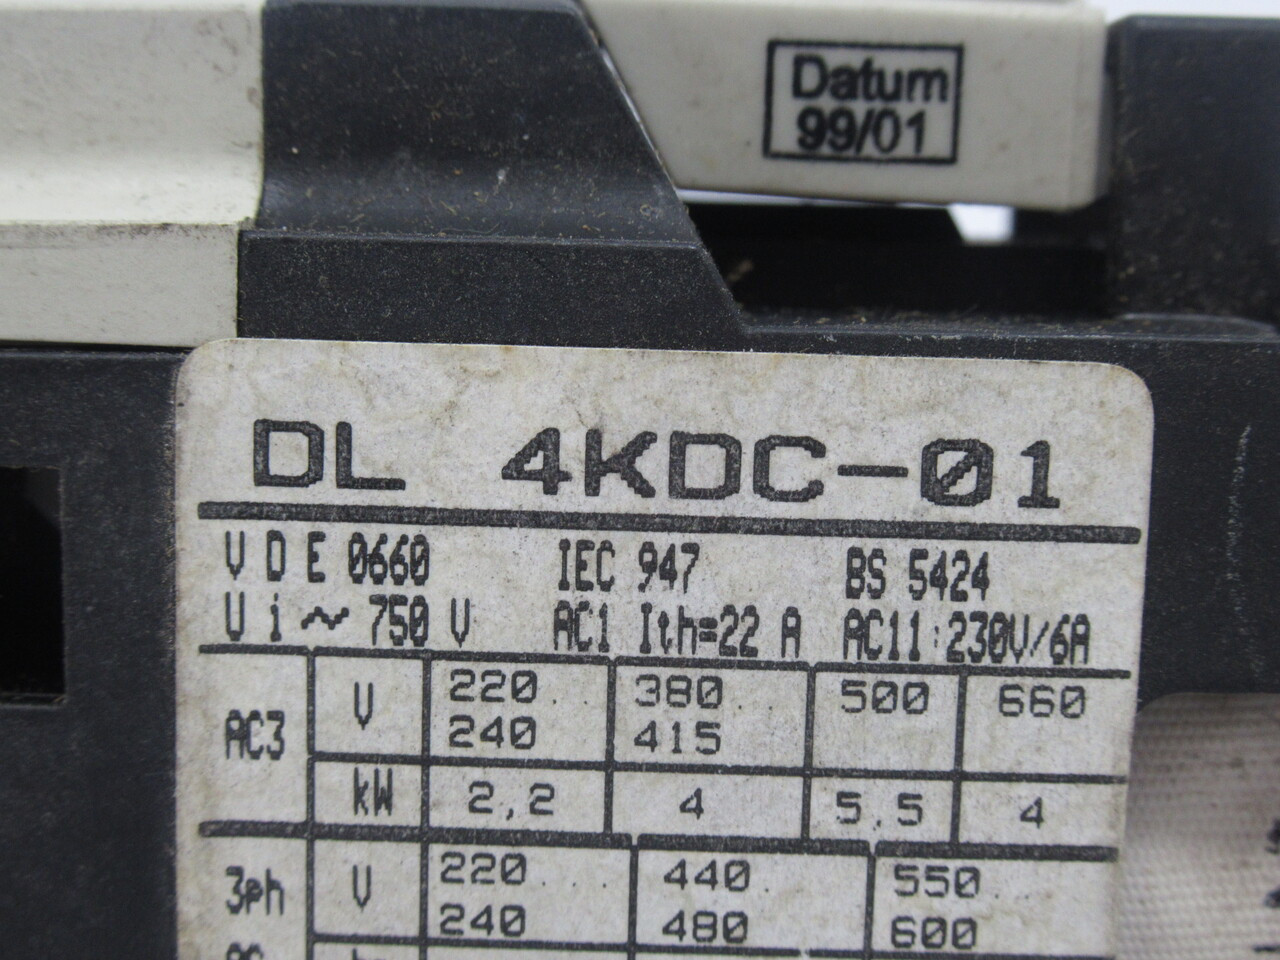 Datum
99/01
DL 4KDC-01
VDE 0660 IEC 947 BS 5424
Ui ~ 750 V AC1 Ith=22 A AC11:230V/6A
AC3 V 220.. 380.. 500 660
240 415
kW 2,2 4 5,5 4
3ph V 220... 440.. 550
240 480 600